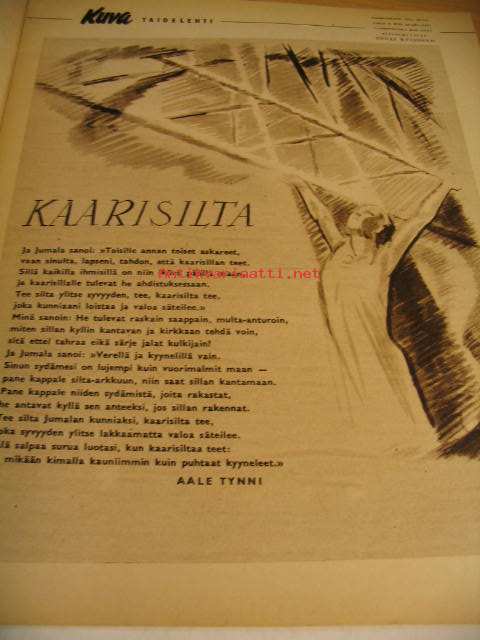 Kuva TAIDELEHTI
KAARISILTA
Ja Jumala sanoi: »Toisille annan toiset askareet,
vaan sinulta, lapseni, tahdon, että kaarisillan teet.
Sillä kaikilla ihmisillä on niin
ja kaarisillalle tulevat he ahdistuksessaan.
Tee silta ylitse syvyyden, tee, kaarisilta tee,
joka kunniaani loistaa ja valoa säteilee.»
Minä sanoin: He tulevat raskain saappain, multa-anturoin,
miten sillan kyllin kantavan ja kirkkaan tehdä voin,
sitä ettei tahraa eikä särje jalat kulkijain?
Ja Jumala sanoi: »Verellä ja kyynelillä vain.
Sinun sydämesi on lujempi kuin vuorimalmit maan —
pane kappale silta-arkkuun, niin saat sillan kantamaan.
Pane kappale niiden sydämistä, joita rakastat,
he antavat kyllä sen anteeksi, jos sillan rakennat.
Tee silta Jumalan kunniaksi, kaarisilta tee,
oka syvyyden ylitse lakkaamatta valoa säteilee.
lä salpaa surua luotasi, kun kaarisiltaa teet:
mikään kimalla kauniimmin kuin puhtaat kyyneleet.»
AALE TYNNI